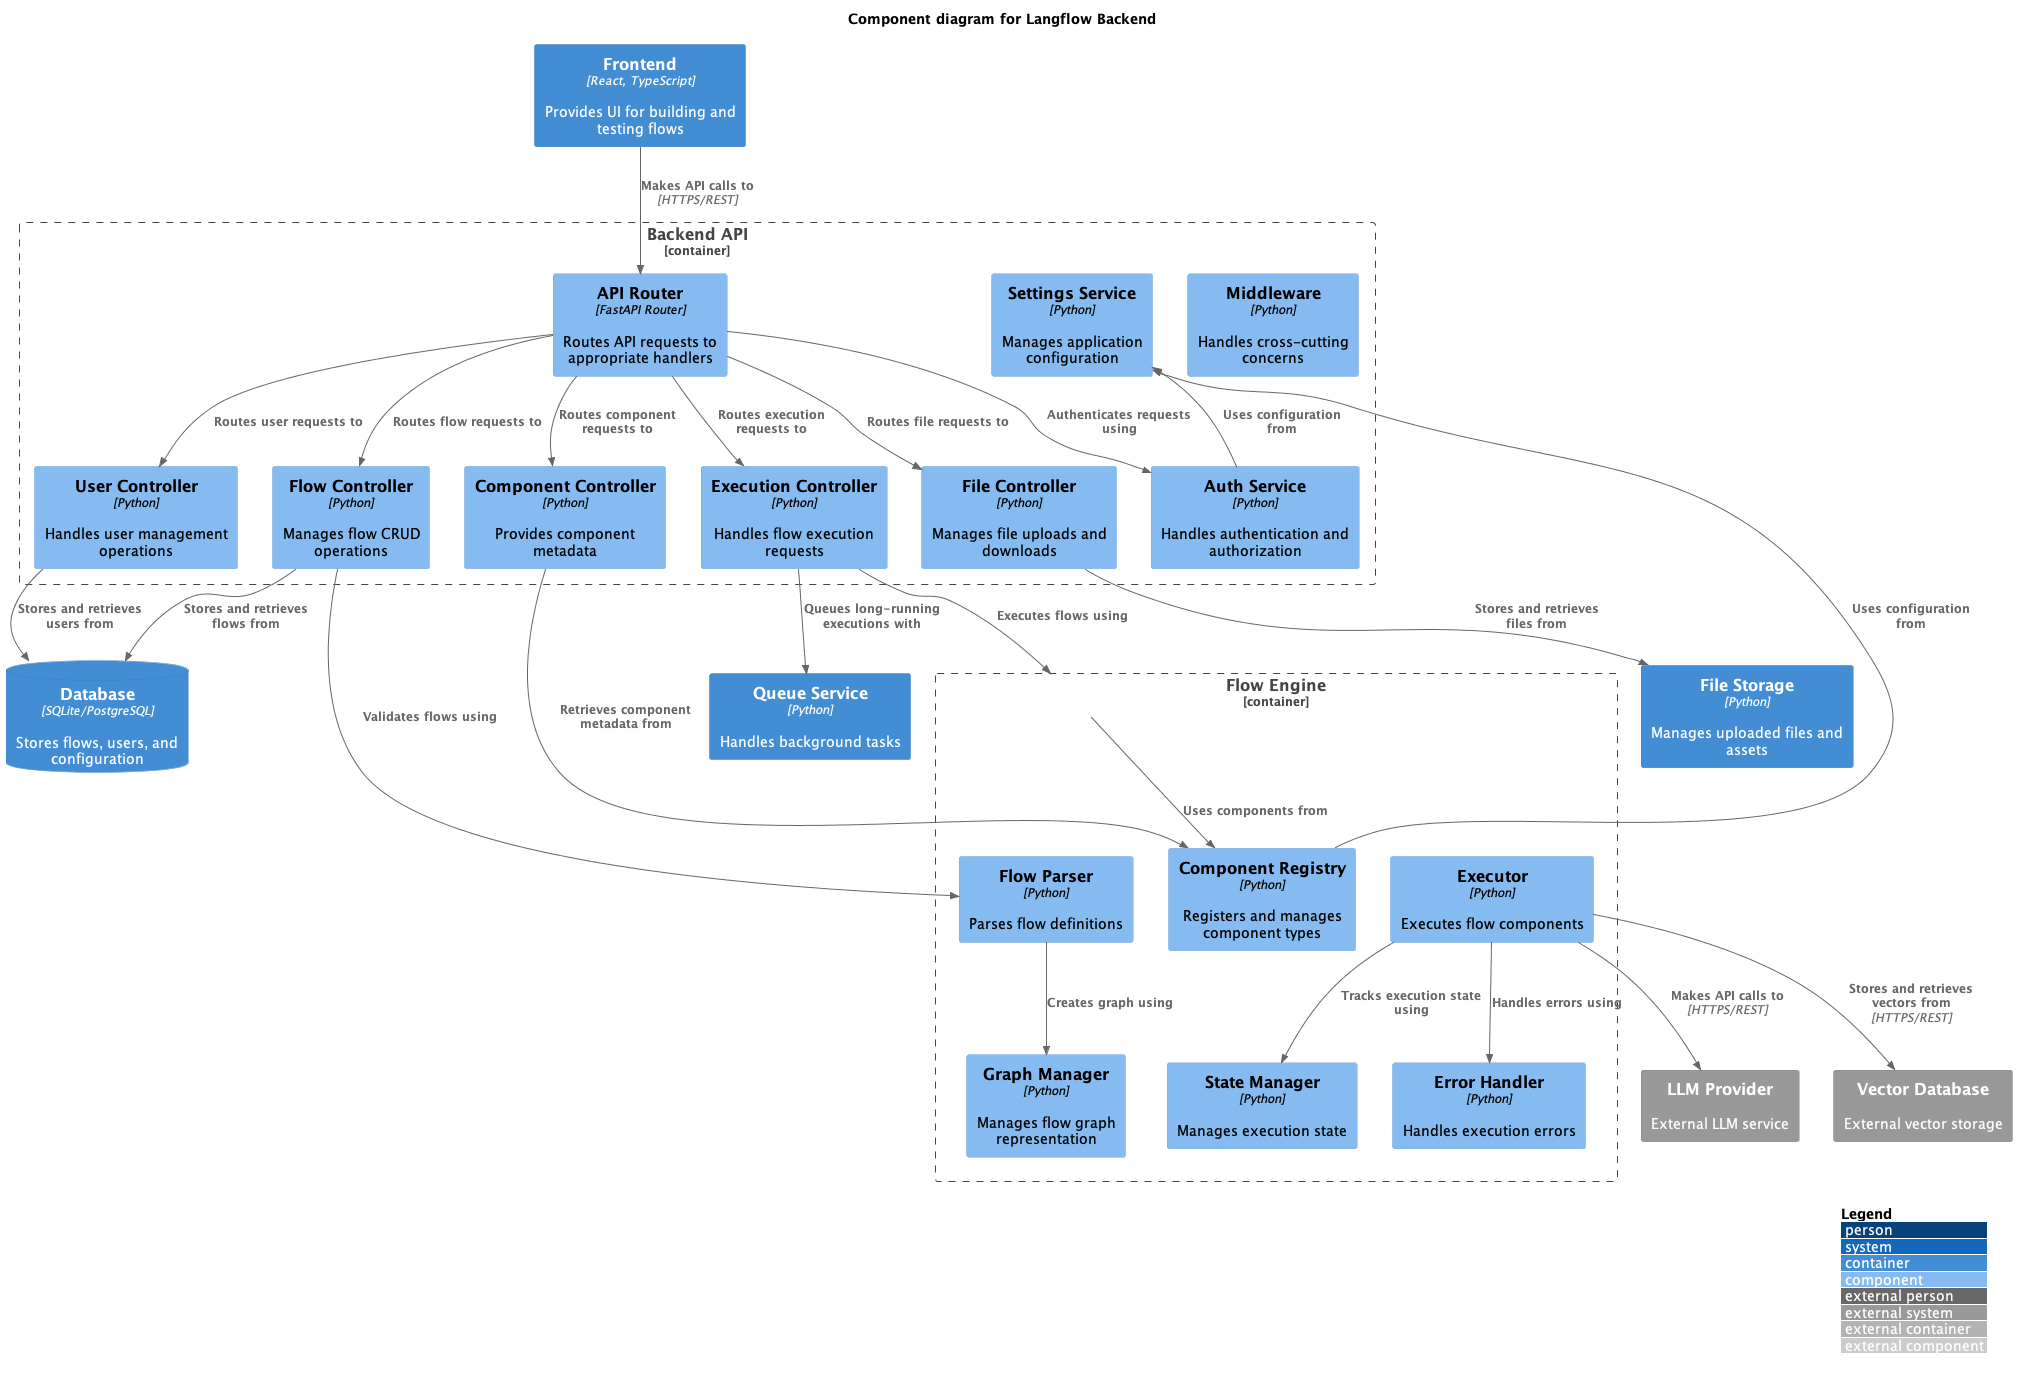 Component diagram for Langflow Backend
Frontend
[React, TypeScript]
Provides UI for building and
testing flows
Makes API calls to
[HTTPS/REST]
Backend API
[container]
API Router
[FastAPI Router]
Routes API requests to
appropriate handlers
Settings Service
[Python]
Manages application
configuration
Middleware
[Python]
Handles cross-cutting
concerns
Routes user requests to
Routes flow requests to
Routes component
requests to
Routes execution
requests to
Routes file requests to
Authenticates requests
using
Uses configuration
from
User Controller
[Python]
Handles user management
operations
Flow Controller
[Python]
Manages flow CRUD
operations
Component Controller
[Python]
Provides component
metadata
Execution Controller
[Python]
Handles flow execution
requests
File Controller
[Python]
Manages file uploads and
downloads
Auth Service
[Python]
Handles authentication and
authorization
Stores and retrieves
users from
Stores and retrieves
flows from
Queues long-running
executions with
Executes flows using
Stores and retrieves
files from
Uses configuration
from
Database
[SQLite/PostgreSQL]
Stores flows, users, and
configuration
Validates flows using
Retrieves component
metadata from
Queue Service
[Python]
Handles background tasks
Flow Engine
[container]
File Storage
[Python]
Manages uploaded files and
assets
Uses components from
Flow Parser
[Python]
Parses flow definitions
Component Registry
[Python]
Registers and manages
component types
Executor
[Python]
Executes flow components
Creates graph using
Tracks execution state
using
Handles errors using
Makes API calls to
[HTTPS/REST]
Stores and retrieves
vectors from
[HTTPS/REST]
Graph Manager
[Python]
Manages flow graph
representation
State Manager
[Python]
Manages execution state
Error Handler
[Python]
Handles execution errors
LLM Provider
External LLM service
Vector Database
External vector storage
Legend
person
system
container
component
external person
external system
external container
external component